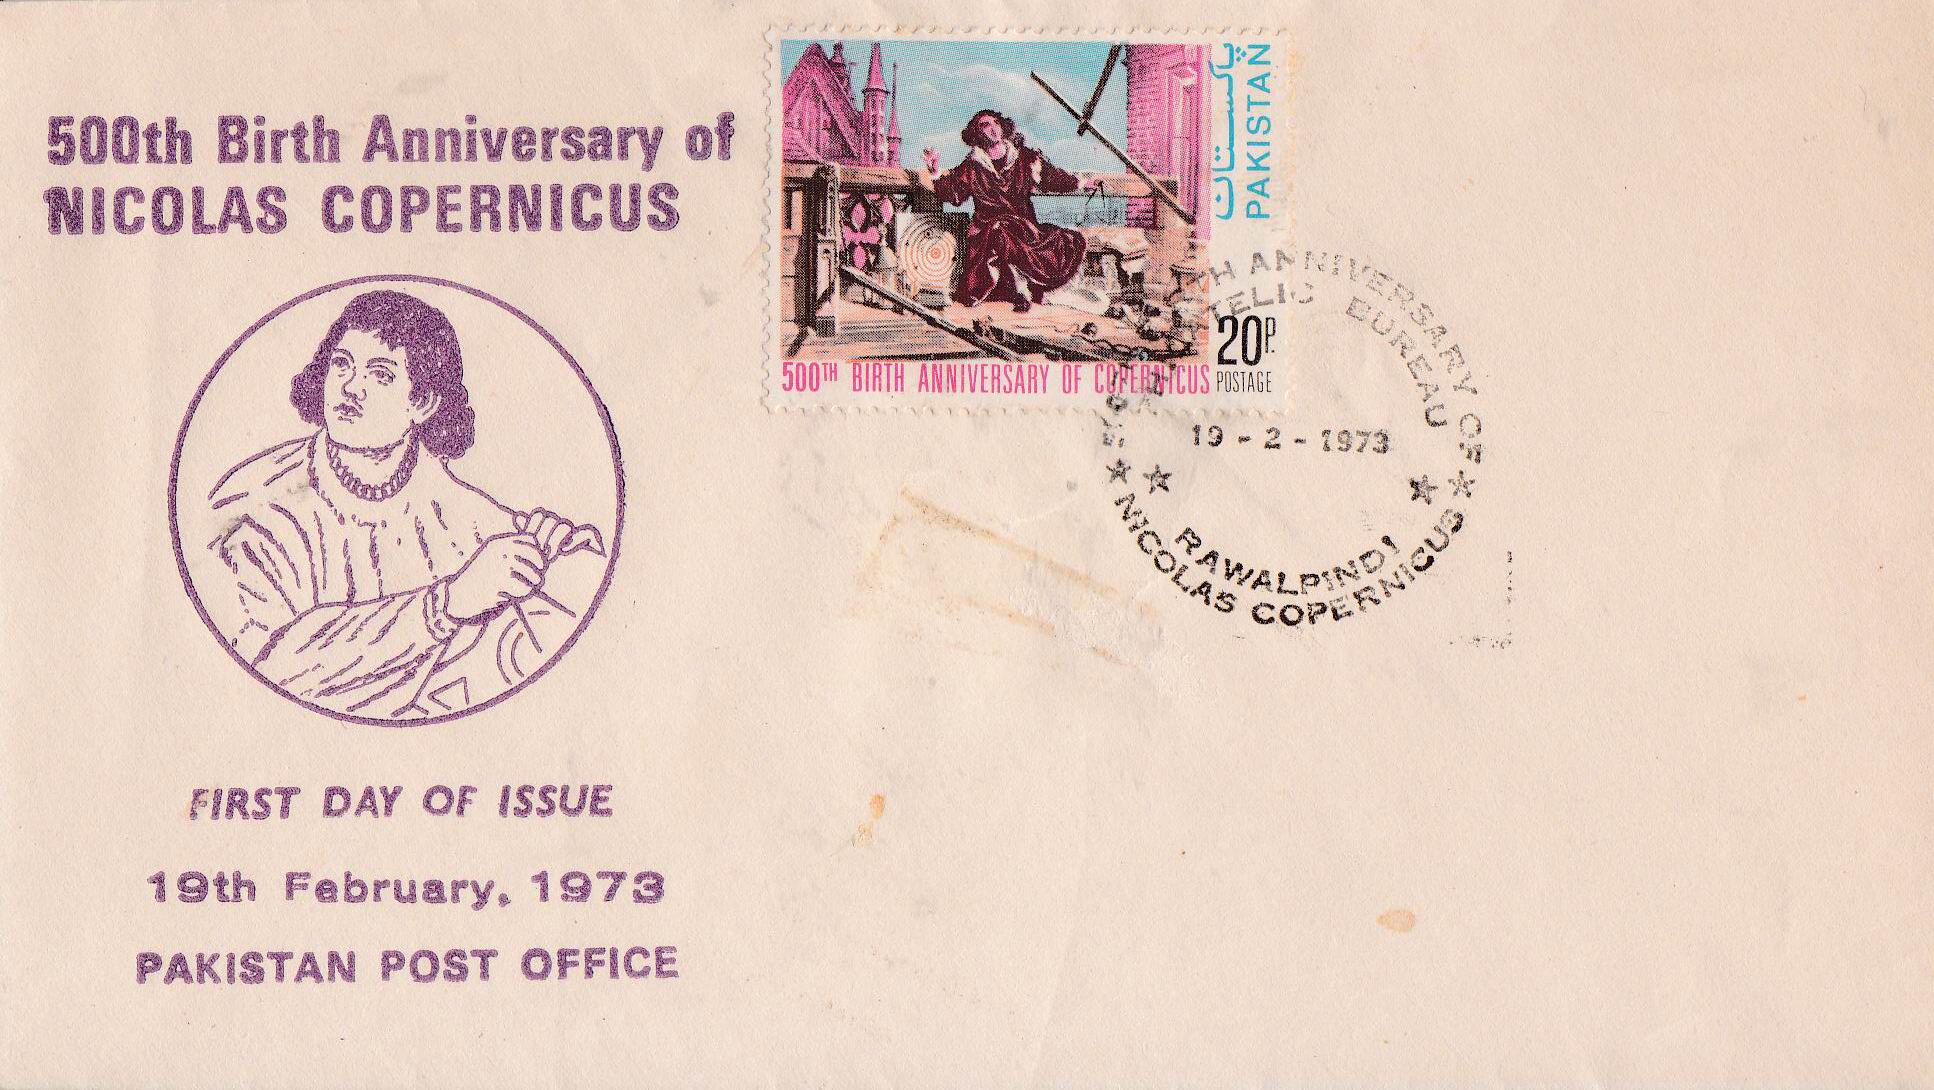 500th Birth Anniversary of
NICOLAS COPERNICUS
FIRST DAY OF ISSUE
19th February, 1973
PAKISTAN POST OFFICE
پاکستان
PAKISTAN
20P.
POSTAGE
500TH BIRTH ANNIVERSARY OF COPERNICUS
ANNIVERSARY OF
BUREAU
19-2-1973
RAWALPINDI
NICOLAS COPERNICUS